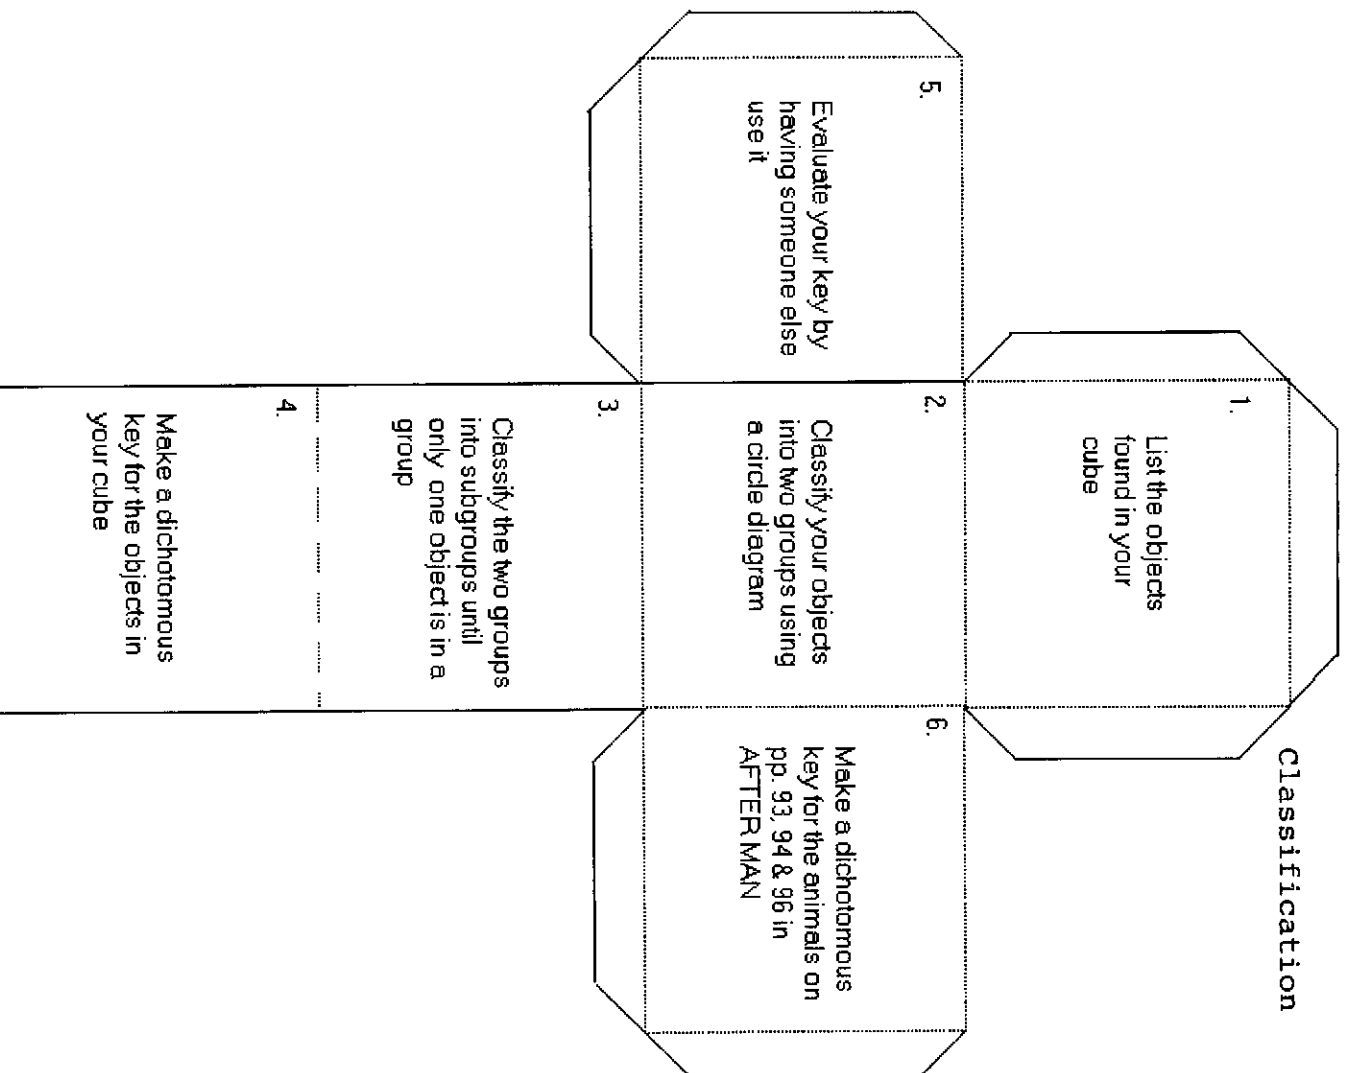 Classification
1.
List the objects
found in your
cube
2.
Classify your objects
into two groups using
a circle diagram
3.
Classify the two groups
into subgroups until
only one object is in a
group
4.
Make a dichotomous
key for the objects in
your cube
5.
Evaluate your key by
having someone else
use it
6.
Make a dichotomous
key for the animals on
pp. 93, 94 & 96 in
AFTER MAN